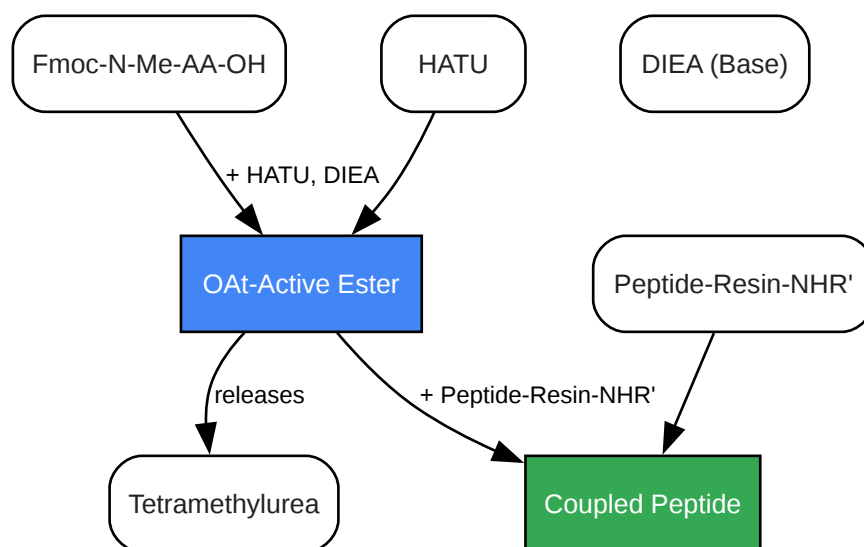 Fmoc-N-Me-AA-OH
HATU
DIEA (Base)
+ HATU, DIEA
OAt-Active Ester
Peptide-Resin-NHR'
releases
+ Peptide-Resin-NHR'
Tetramethylurea
Coupled Peptide